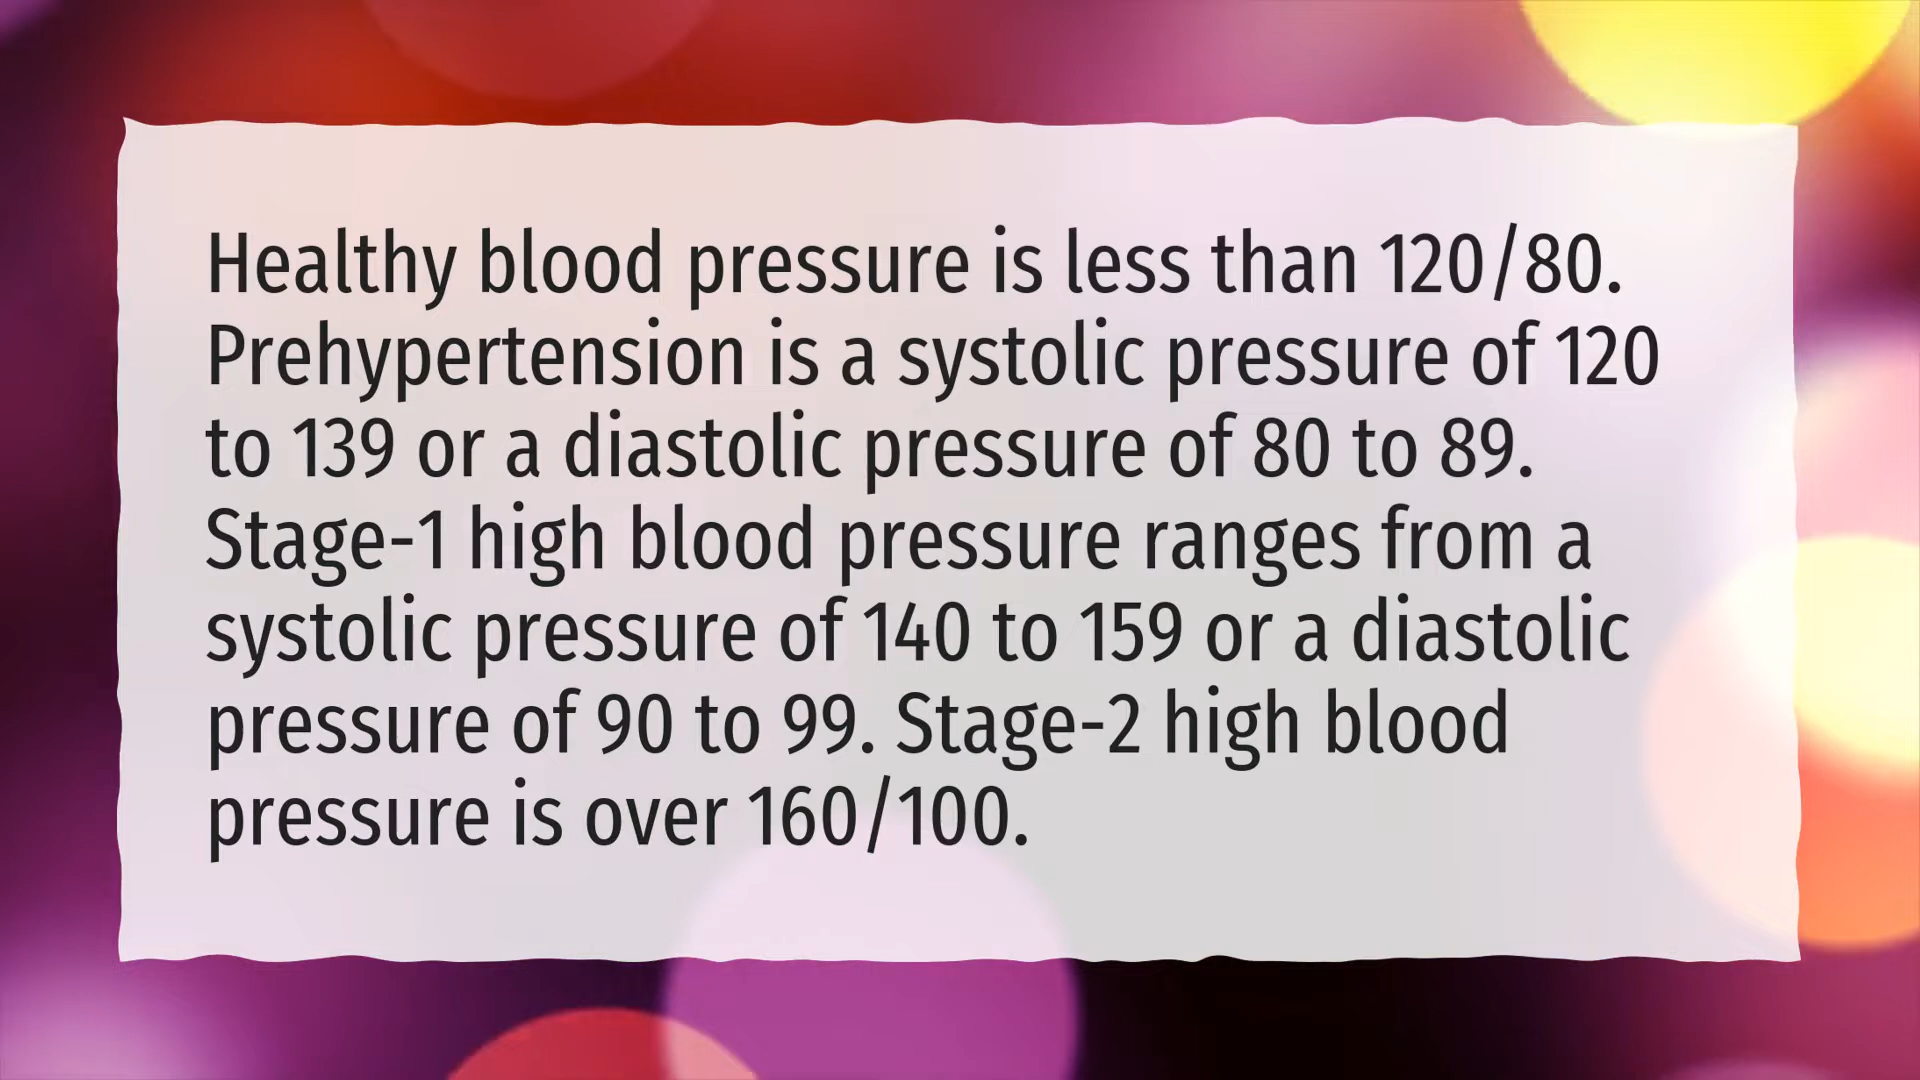 Healthy blood pressure is less than 120/80.
Prehypertension is a systolic pressure of 120
to 139 or a diastolic pressure of 80 to 89.
Stage-1 high blood pressure ranges from a
systolic pressure of 140 to 159 or a diastolic
pressure of 90 to 99. Stage-2 high blood
pressure is over 160/100.